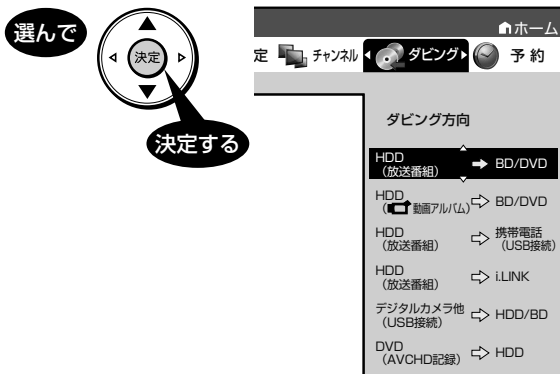 選んで
決定
決定する
ホーム
定 チャンネル ダビング 予約
ダビング方向
HDD
(放送番組) BD/DVD
HDD
(動画アルバム) BD/DVD
HDD
(放送番組) 携帯電話
(USB接続)
HDD
(放送番組) i.LINK
デジタルカメラ他
(USB接続) HDD/BD
DVD
(AVCHD記録) HDD